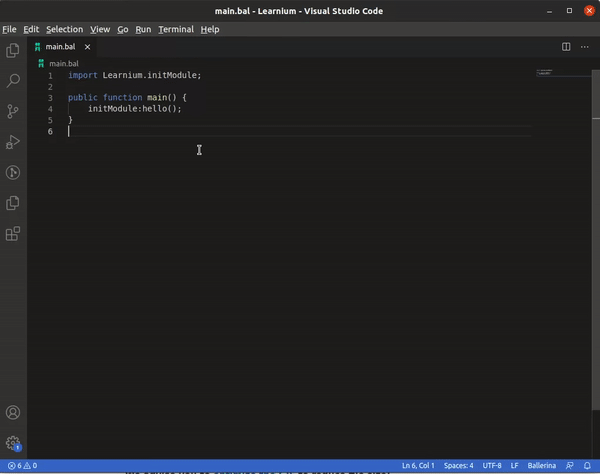 main.bal - Learnium - Visual Studio Code
File Edit Selection View Go Run Terminal Help
main.bal
main.bal
1 import Learnium.initModule;
2
3 public function main() {
4 initModule:hello();
5 }
6
1
6 0 Ln 6, Col 1 Spaces: 4 UTF-8 LF Ballerina